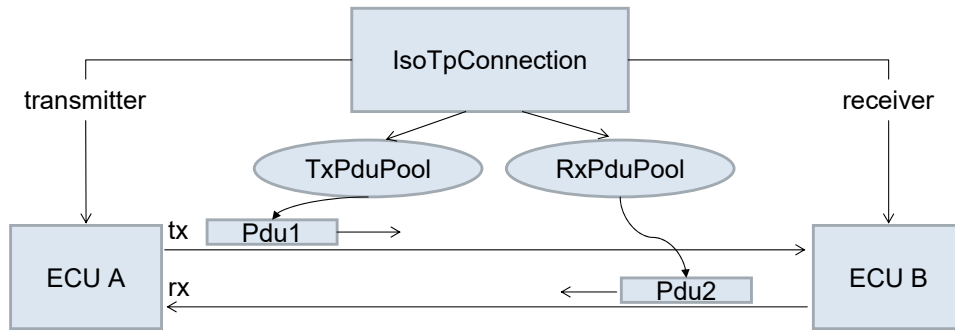 IsoTpConnection
transmitter
receiver
TxPduPool
RxPduPool
tx
Pdu1
ECU A
ECU B
rx
Pdu2